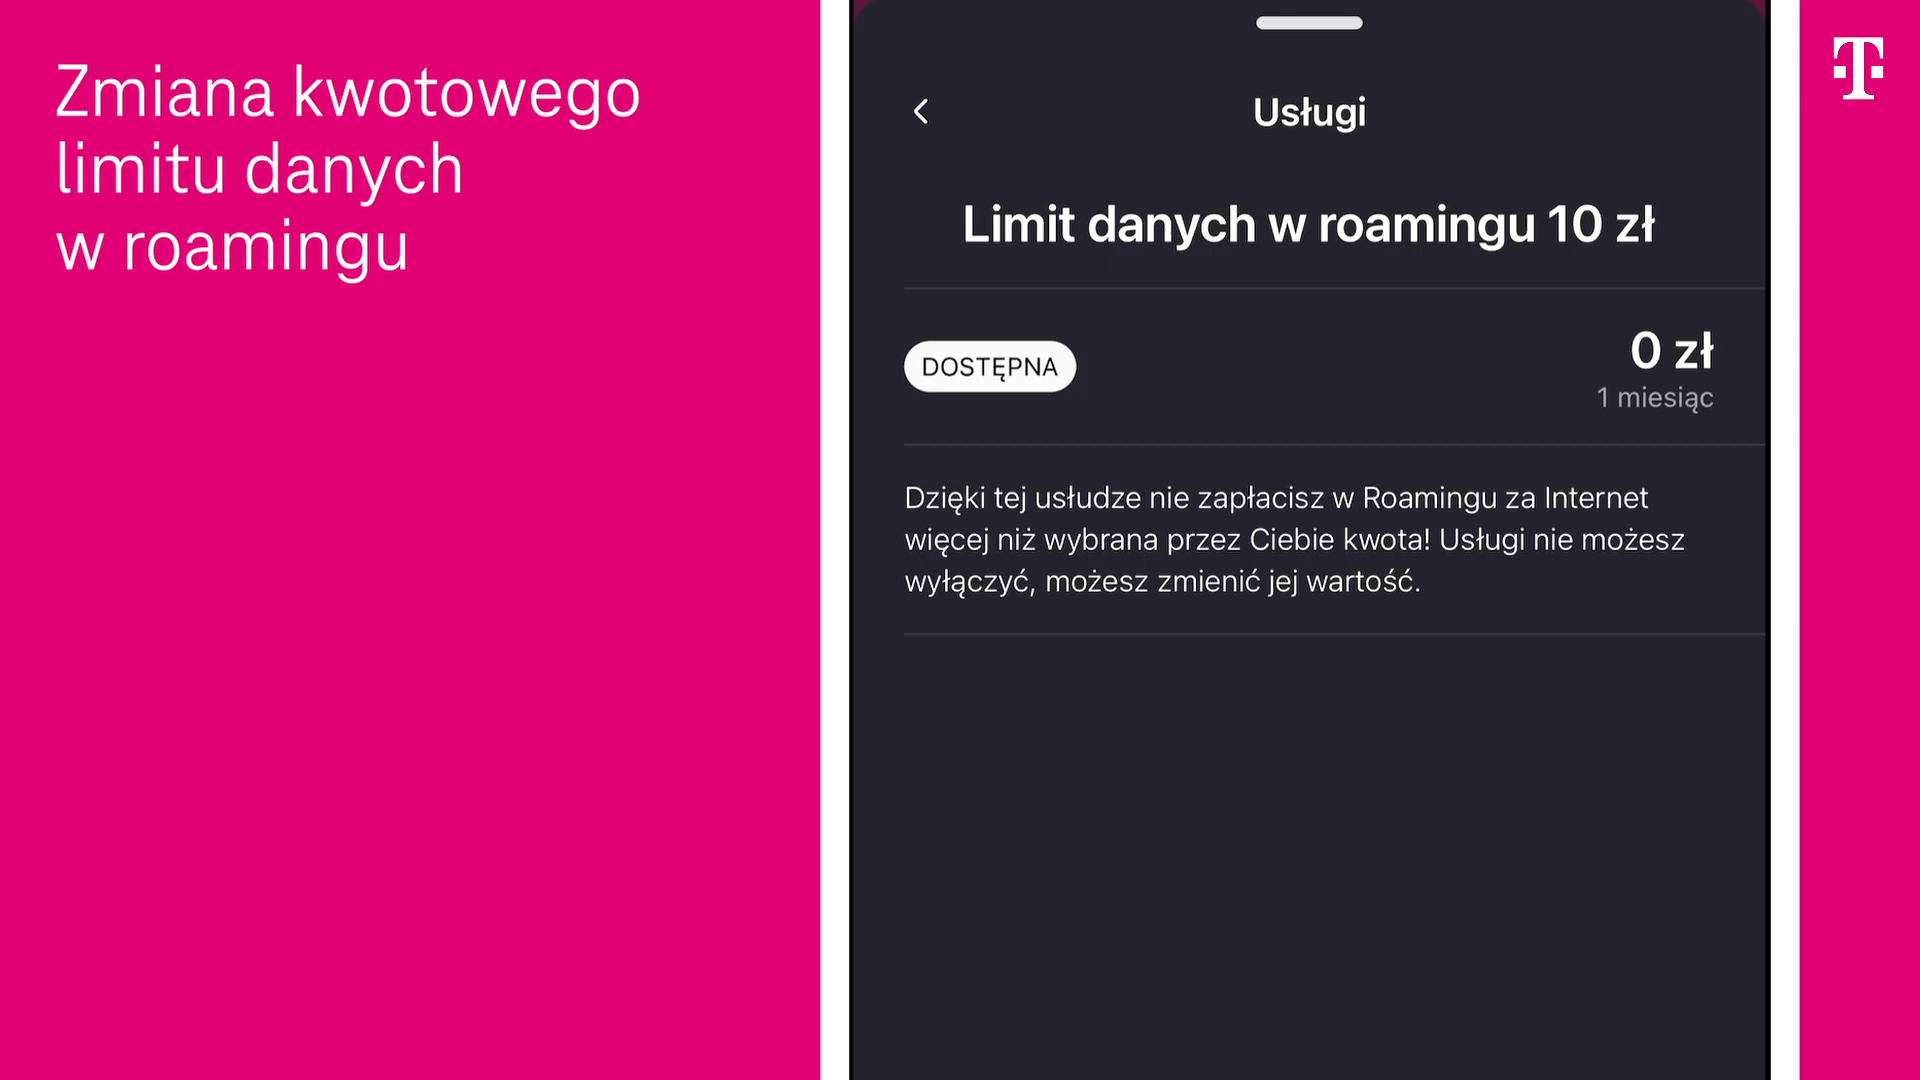 Zmiana kwotowego
limitu danych
w roamingu
Usługi
Limit danych w roamingu 10 zł
DOSTĘPNA
0 zł
1 miesiąc
Dzięki tej usłudze nie zapłacisz w Roamingu za Internet
więcej niż wybrana przez Ciebie kwota! Usługi nie możesz
wyłączyć, możesz zmienić jej wartość.
T